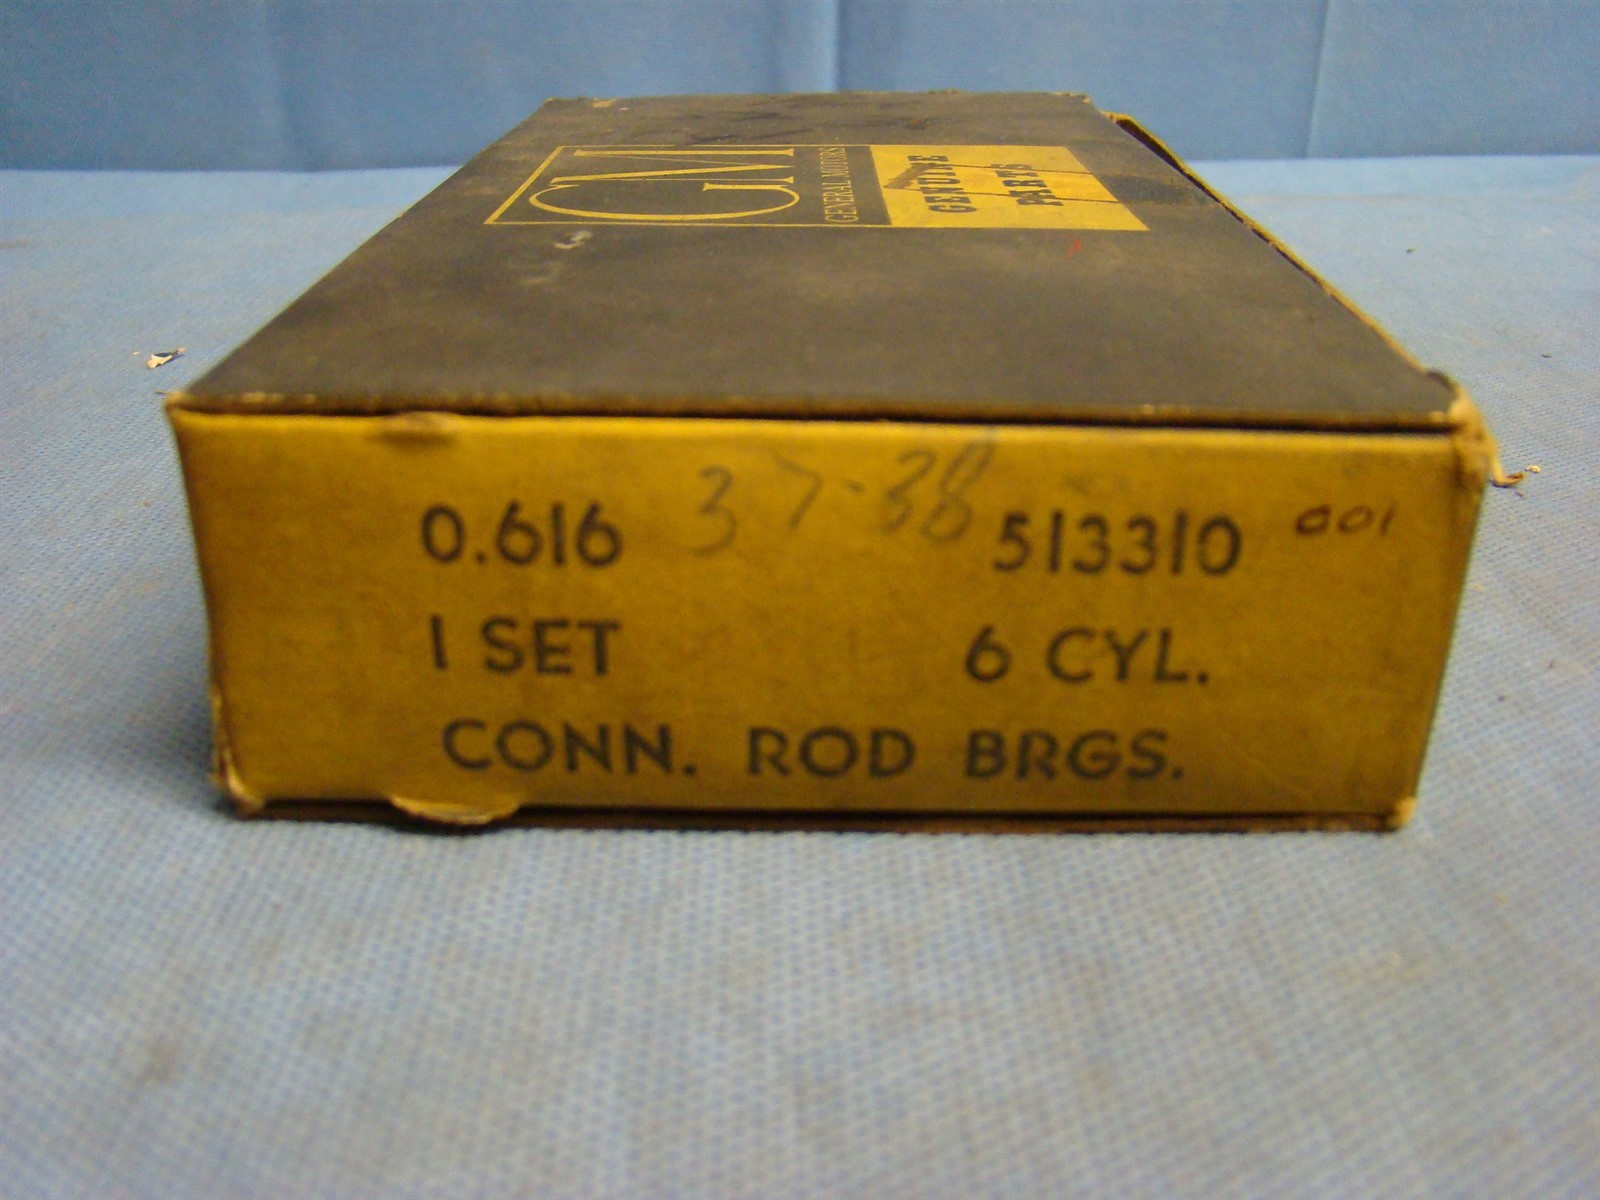 GM
GENERAL MOTORS
GENUINE
PARTS
0.616 37-38 513310 001
1 SET 6 CYL.
CONN. ROD BRGS.